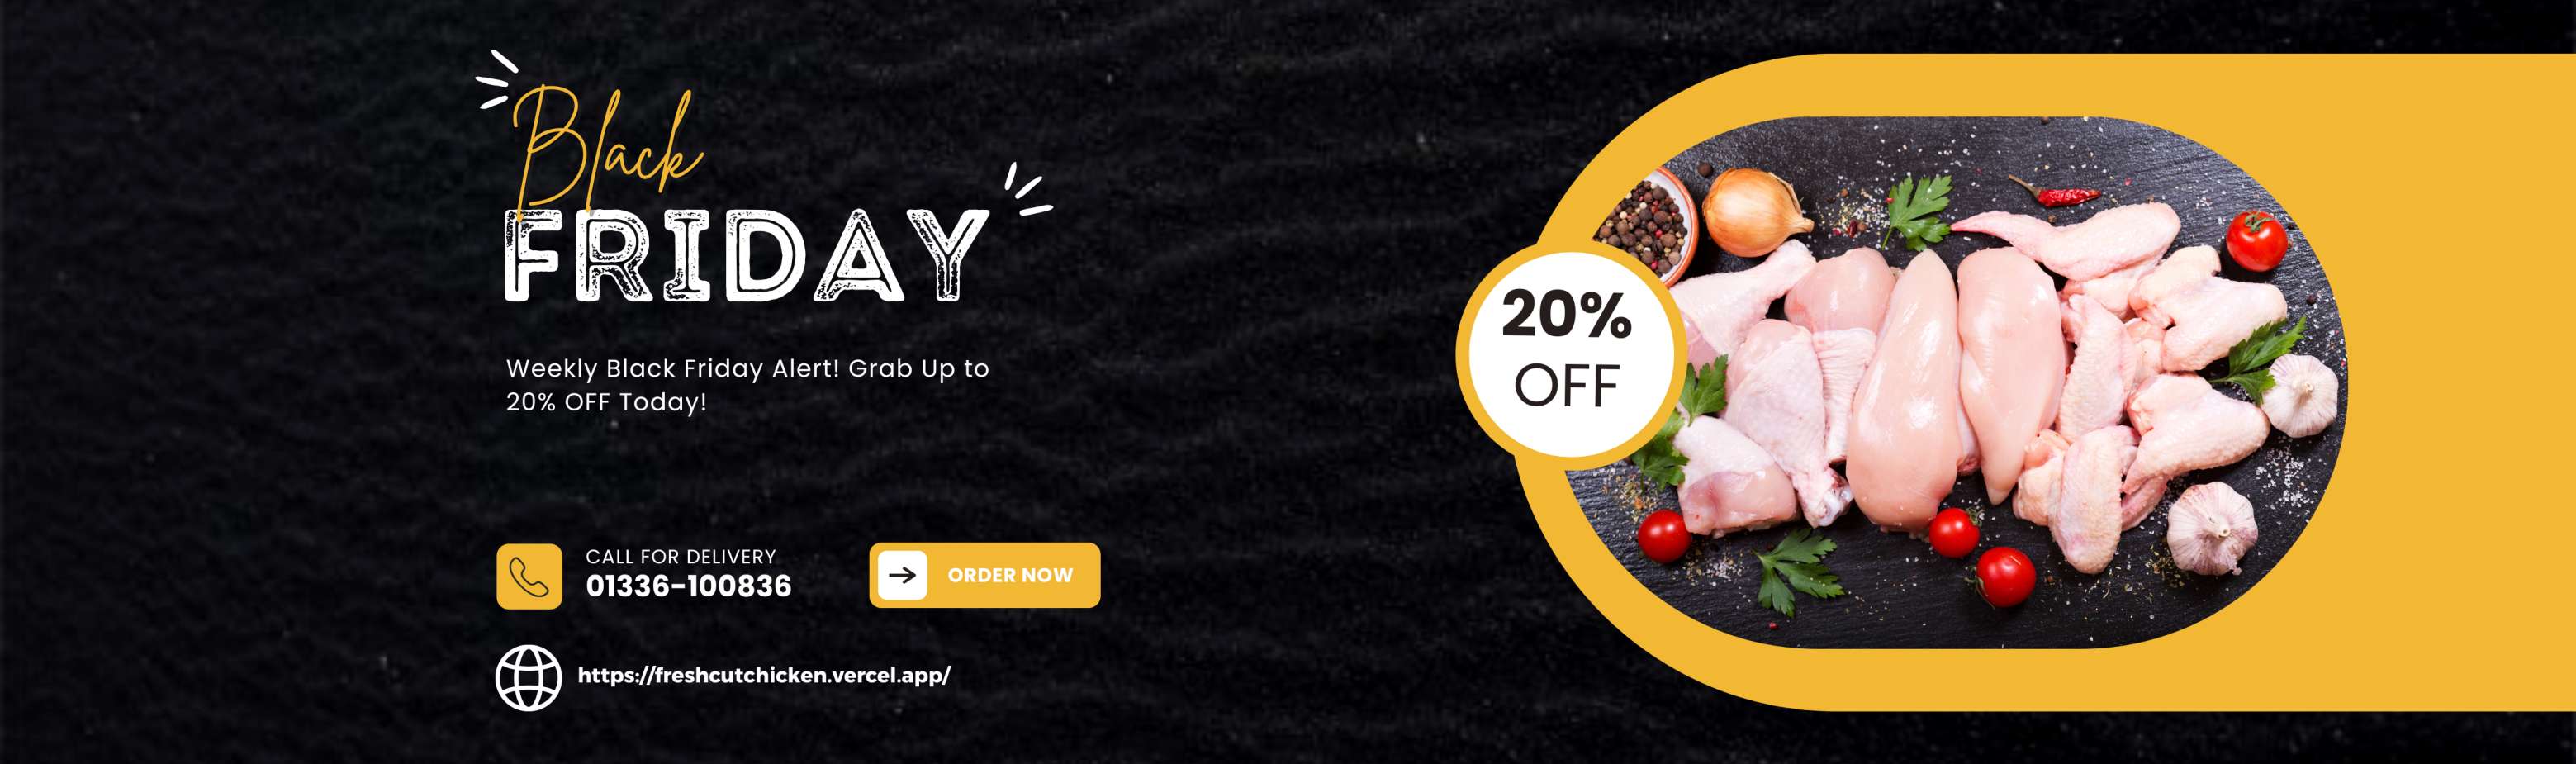 Black
FRIDAY
Weekly Black Friday Alert! Grab Up to
20% OFF Today!
CALL FOR DELIVERY
01336-100836
ORDER NOW
https://freshcutchicken.vercel.app/
20%
OFF